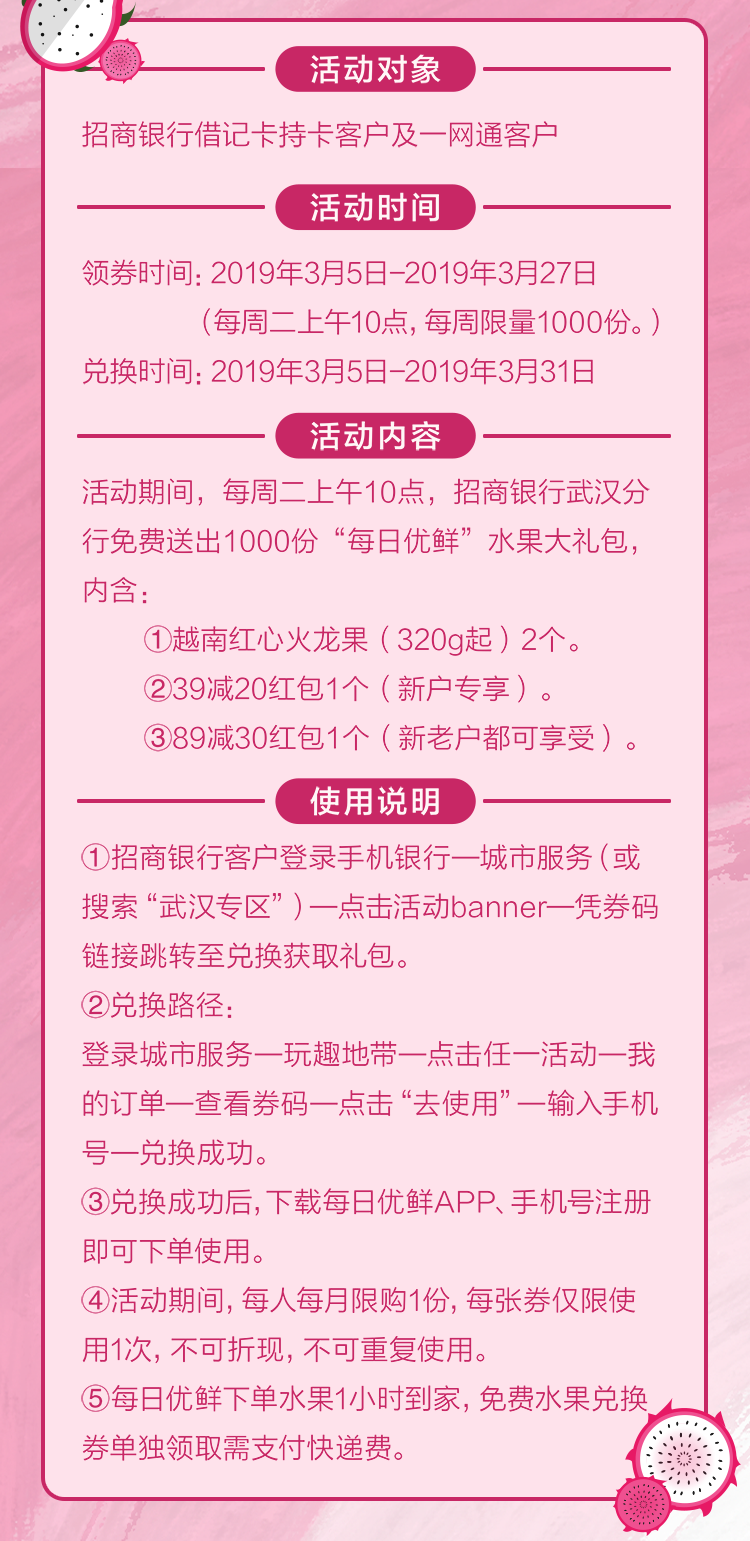 活动对象
招商银行借记卡持卡客户及一网通客户
活动时间
领券时间: 2019年3月5日-2019年3月27日
（每周二上午10点, 每周限量1000份。）
兑换时间: 2019年3月5日-2019年3月31日
活动内容
活动期间，每周二上午10点，招商银行武汉分
行免费送出1000份“每日优鲜”水果大礼包，
内含：
①越南红心火龙果（320g起）2个。
②39减20红包1个（新户专享）。
③89减30红包1个（新老户都可享受）。
使用说明
①招商银行客户登录手机银行—城市服务（或
搜索“武汉专区”）—点击活动banner—凭券码
链接跳转至兑换获取礼包。
②兑换路径:
登录城市服务—玩趣地带—点击任一活动—我
的订单—查看券码—点击“去使用”—输入手机
号—兑换成功。
③兑换成功后, 下载每日优鲜APP、手机号注册
即可下单使用。
④活动期间, 每人每月限购1份, 每张券仅限使
用1次, 不可折现, 不可重复使用。
⑤每日优鲜下单水果1小时到家, 免费水果兑换
券单独领取需支付快递费。